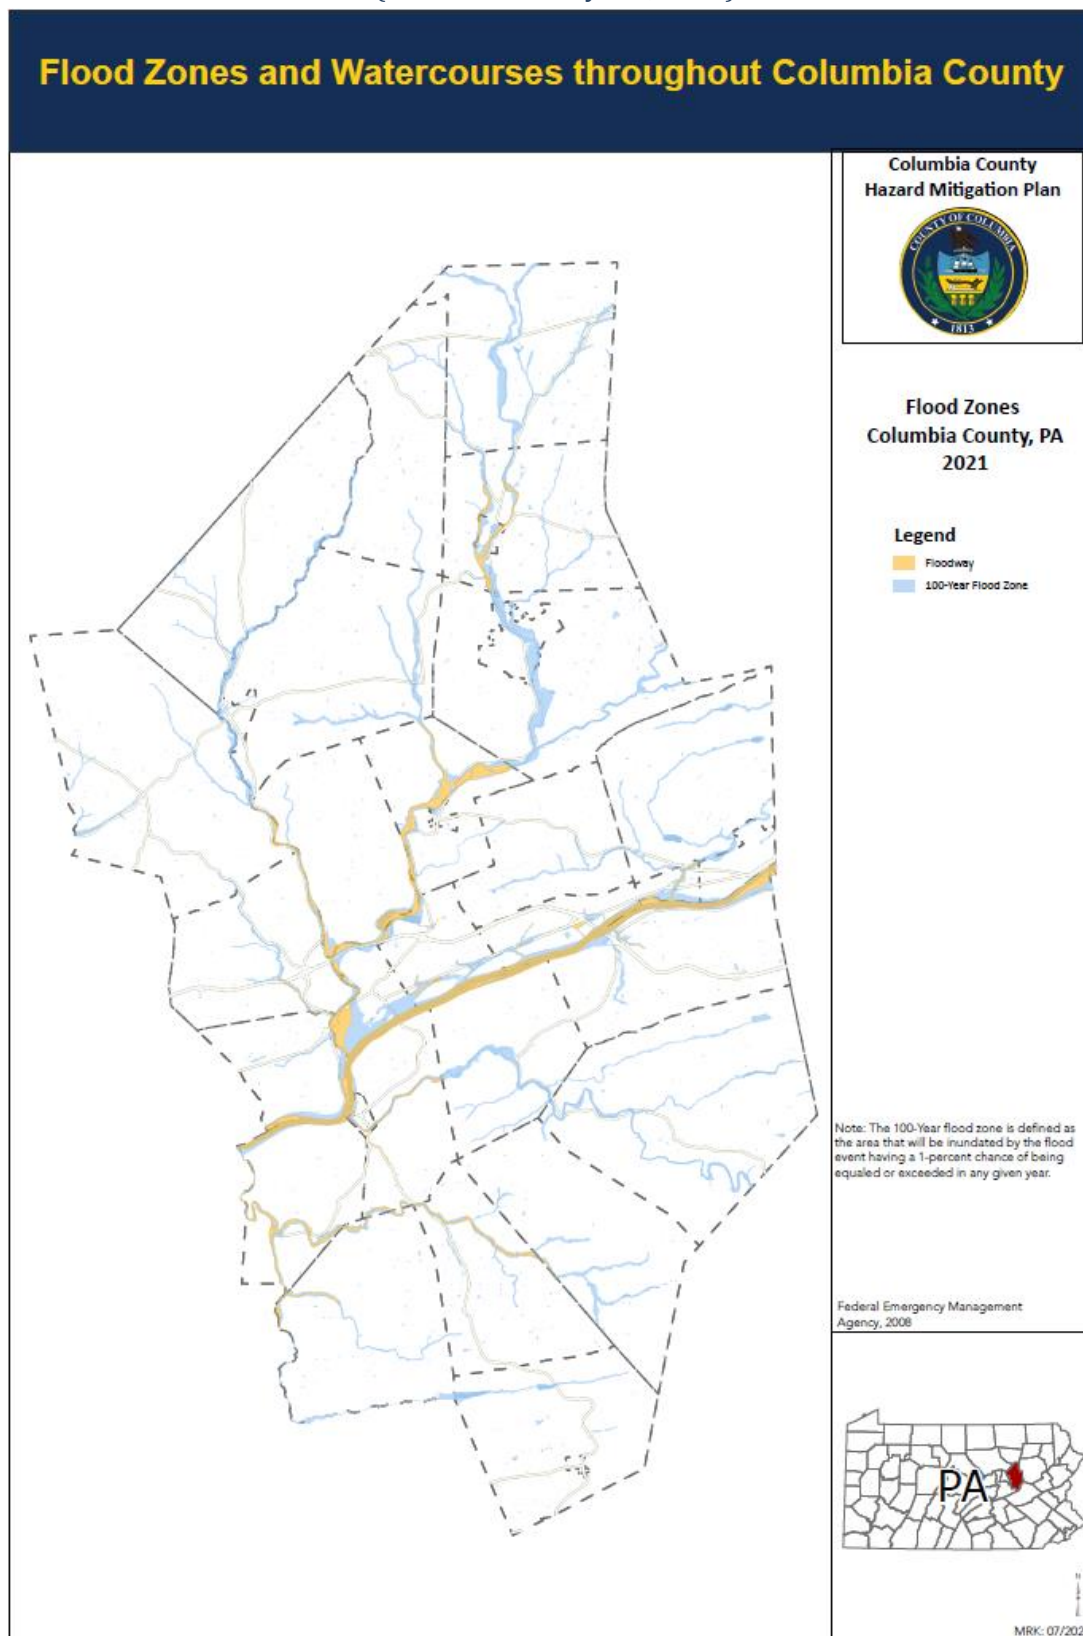 Flood Zones and Watercourses throughout Columbia County
Columbia County
Hazard Mitigation Plan
COUNTY OF COLUMBIA
1813
Flood Zones
Columbia County, PA
2021
Legend
Floodway
100-Year Flood Zone
Note: The 100-Year flood zone is defined as
the area that will be inundated by the flood
event having a 1-percent chance of being
equaled or exceeded in any given year.
Federal Emergency Management
Agency, 2008
PA
N
MRK: 07/202